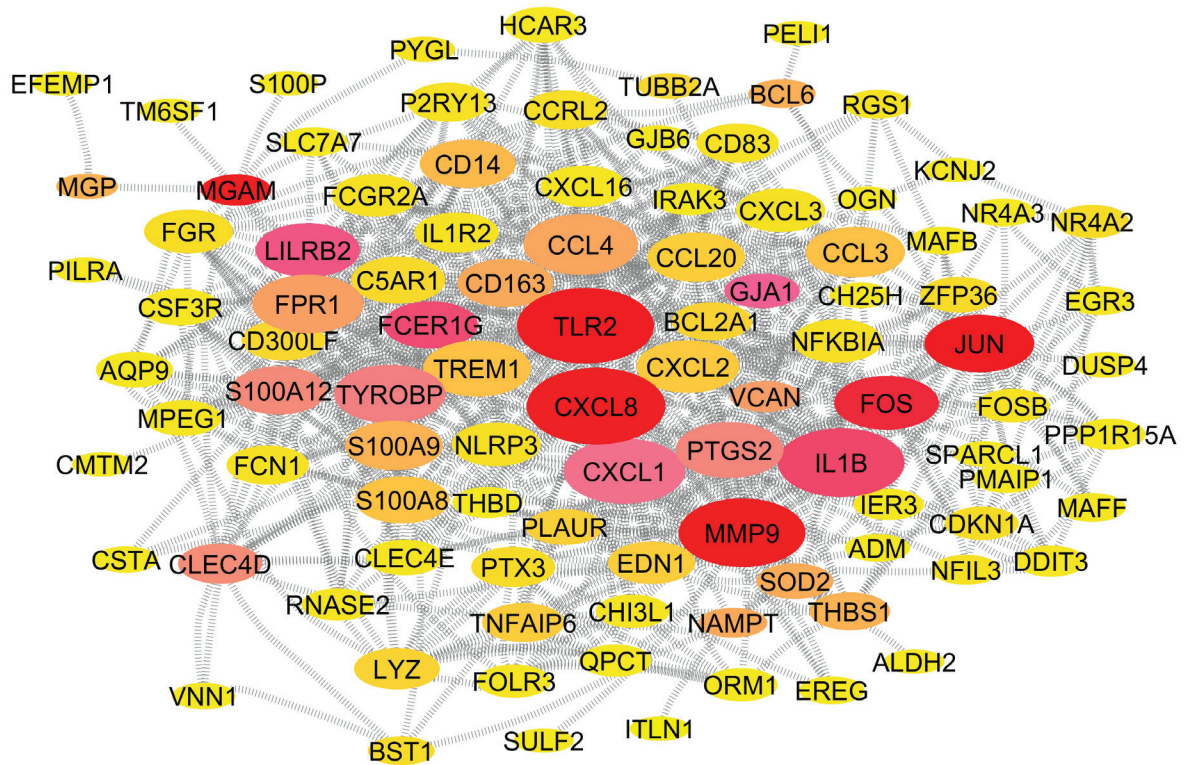 HCAR3
PELI1
PYGL
EFEMP1
S100P
TUBB2A
BCL6
TM6SF1
P2RY13
CCRL2
RGS1
SLC7A7
GJB6
CD83
MGP
MGAM
CD14
KCNJ2
FCGR2A
CXCL16
IRAK3
OGN
CXCL3
NR4A3
NR4A2
FGR
LILRB2
IL1R2
CCL4
CCL20
CCL3
MAFB
PILRA
C5AR1
CD163
GJA1
CH25H
ZFP36
EGR3
CSF3R
FPR1
FCER1G
TLR2
BCL2A1
CD300LF
NFKBIA
JUN
AQP9
TREM1
CXCL2
DUSP4
S100A12
TYROBP
VCAN
CXCL8
FOS
FOSB
MPEG1
PPP1R15A
S100A9
NLRP3
PTGS2
IL1B
SPARCL1
CMTM2
FCN1
CXCL1
PMAIP1
S100A8
THBD
IER3
MAFF
PLAUR
MMP9
CDKN1A
CSTA
CLEC4D
CLEC4E
PTX3
EDN1
ADM
NFIL3
DDIT3
SOD2
RNASE2
CHI3L1
THBS1
TNFAIP6
NAMPT
LYZ
QPCT
ALDH2
FOLR3
ORM1
EREG
VNN1
ITLN1
SULF2
BST1